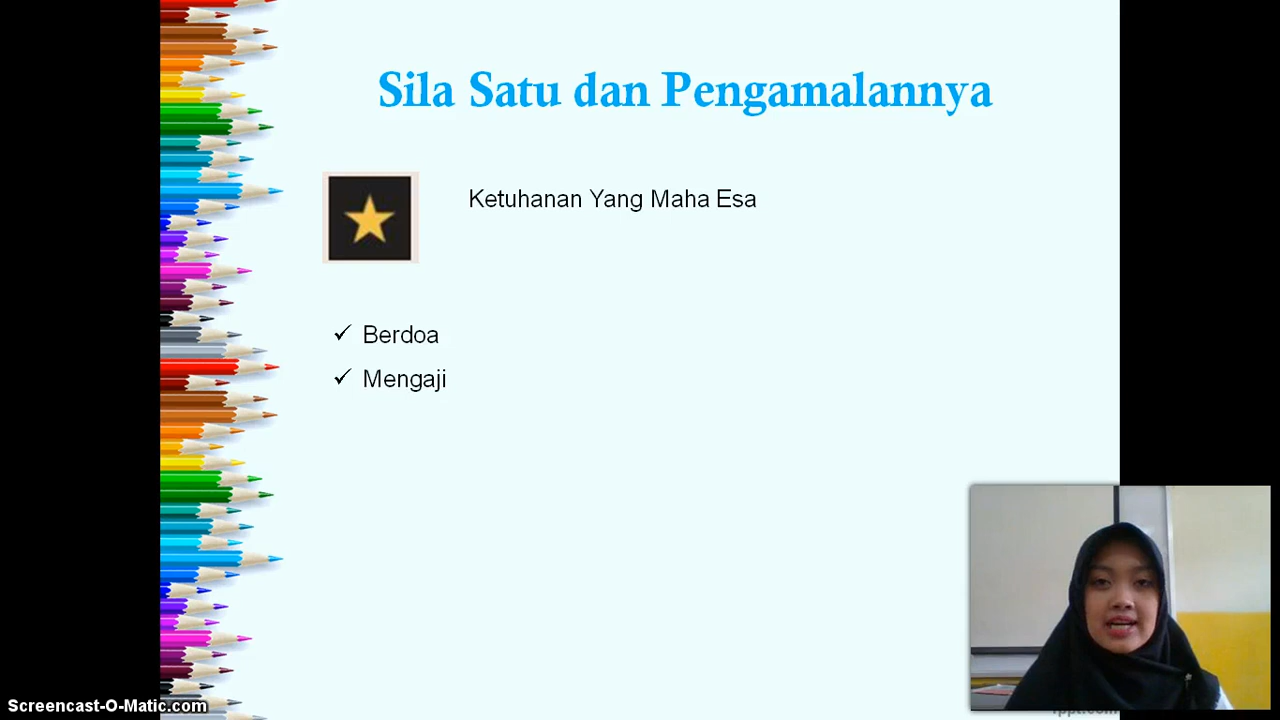 Sila Satu dan Pengamalannya
Ketuhanan Yang Maha Esa
Berdoa
Mengaji
Screencast-O-Matic.com